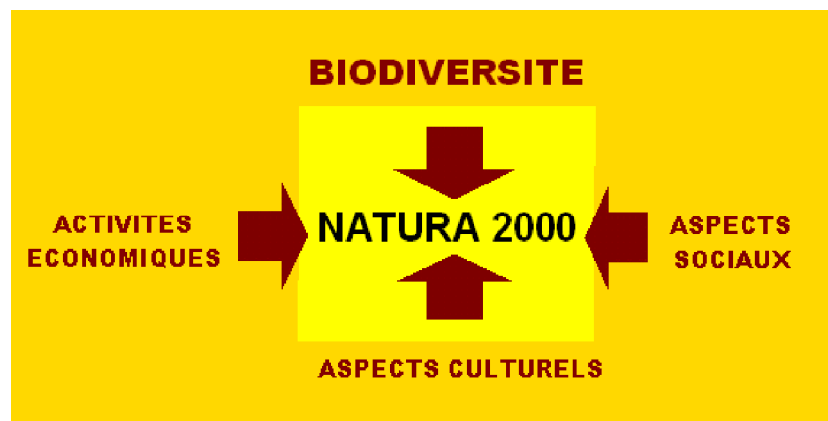 BIODIVERSITE
ACTIVITES
ECONOMIQUES
NATURA 2000
ASPECTS
SOCIAUX
ASPECTS CULTURELS